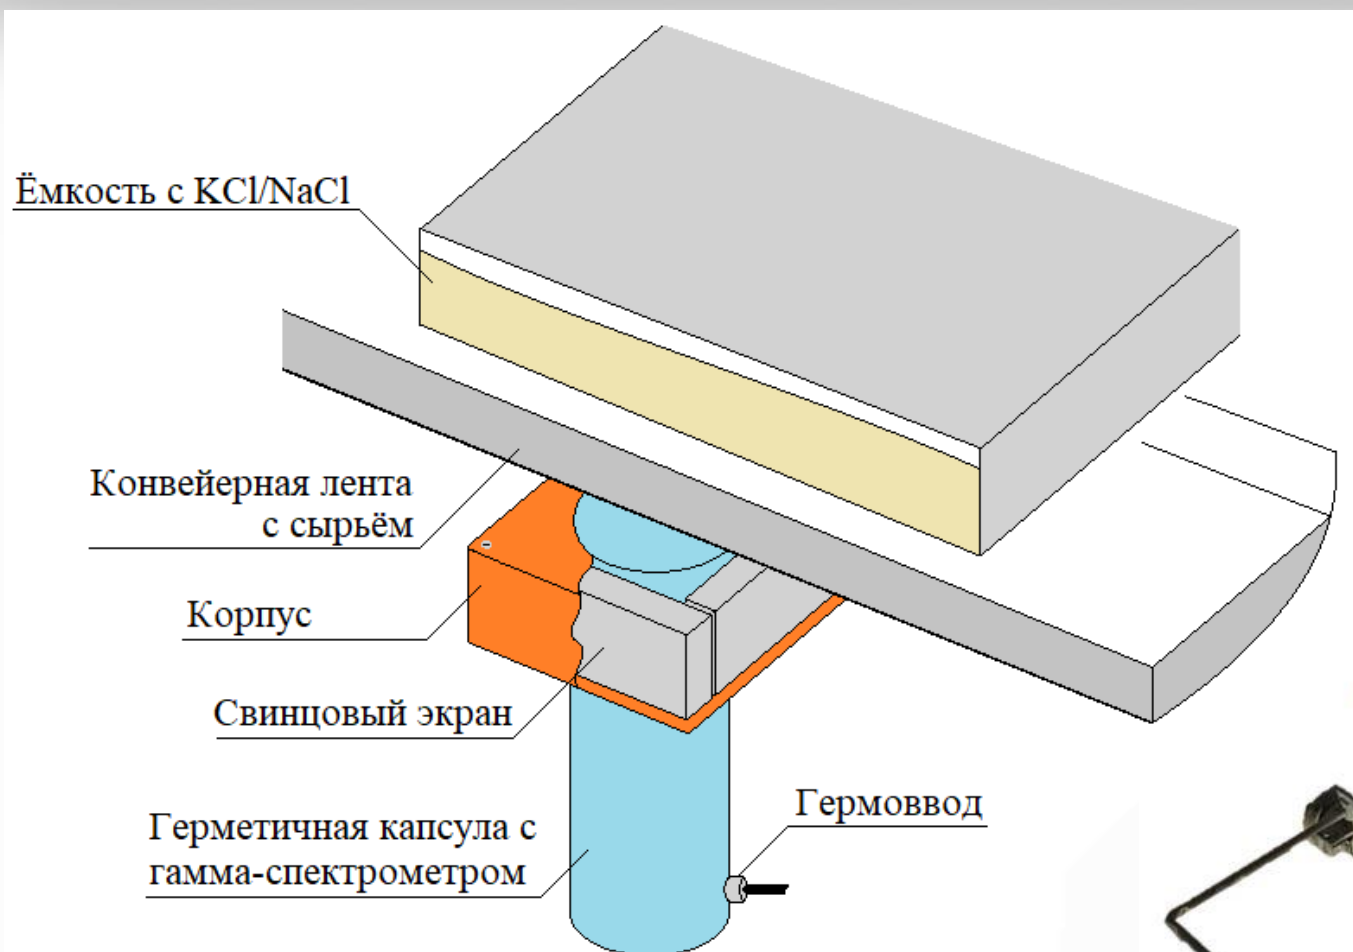 Ёмкость с KCl/NaCl
Конвейерная лента
с сырьём
Корпус
Свинцовый экран
Гермоввод
Герметичная капсула с
гамма-спектрометром